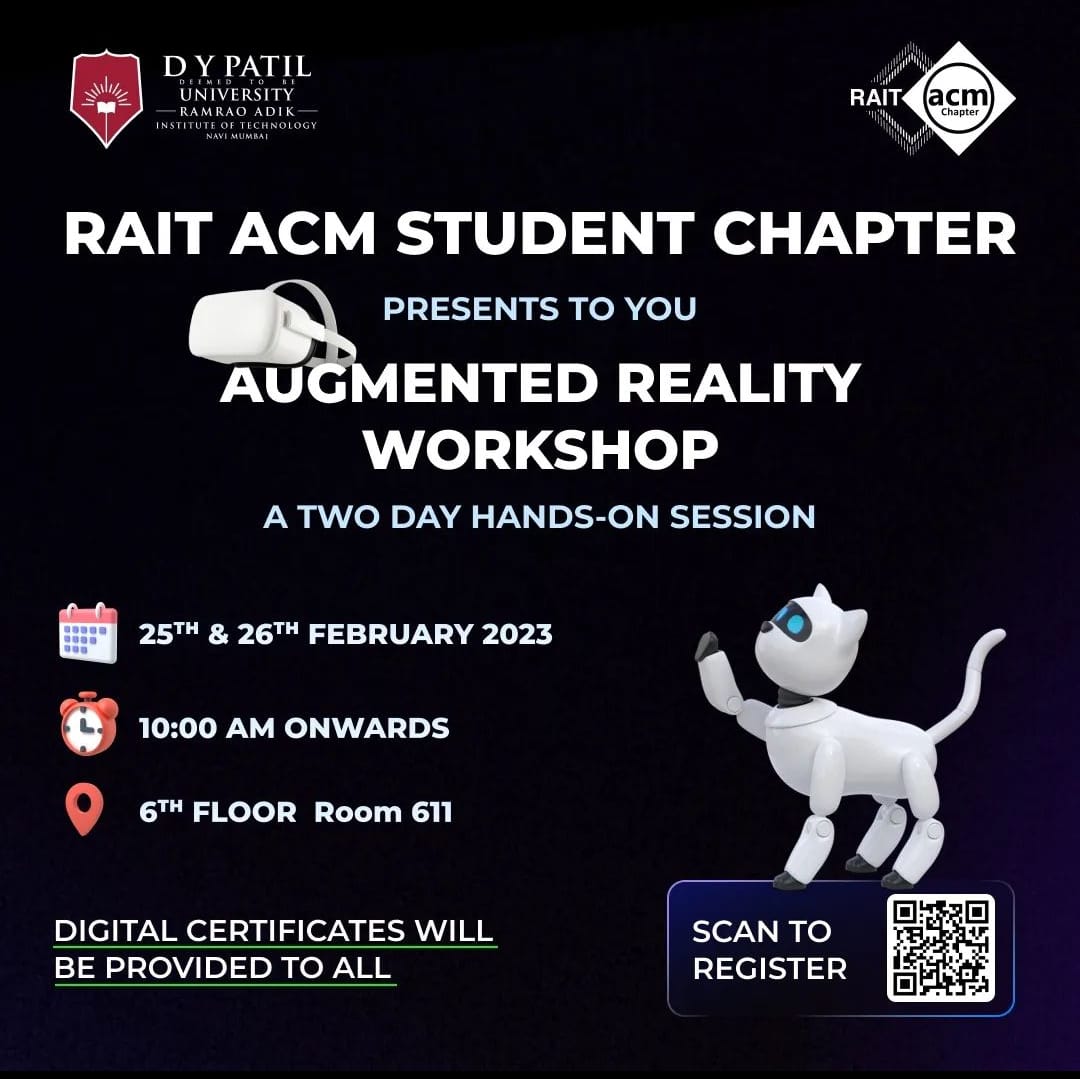 D Y PATIL
DEEMED TO BE
UNIVERSITY
RAMRAO ADIK
INSTITUTE OF TECHNOLOGY
NAVI MUMBAI
RAIT acm
Chapter
RAIT ACM STUDENT CHAPTER
PRESENTS TO YOU
AUGMENTED REALITY
WORKSHOP
A TWO DAY HANDS-ON SESSION
25TH & 26TH FEBRUARY 2023
10:00 AM ONWARDS
6TH FLOOR Room 611
DIGITAL CERTIFICATES WILL
BE PROVIDED TO ALL
SCAN TO
REGISTER